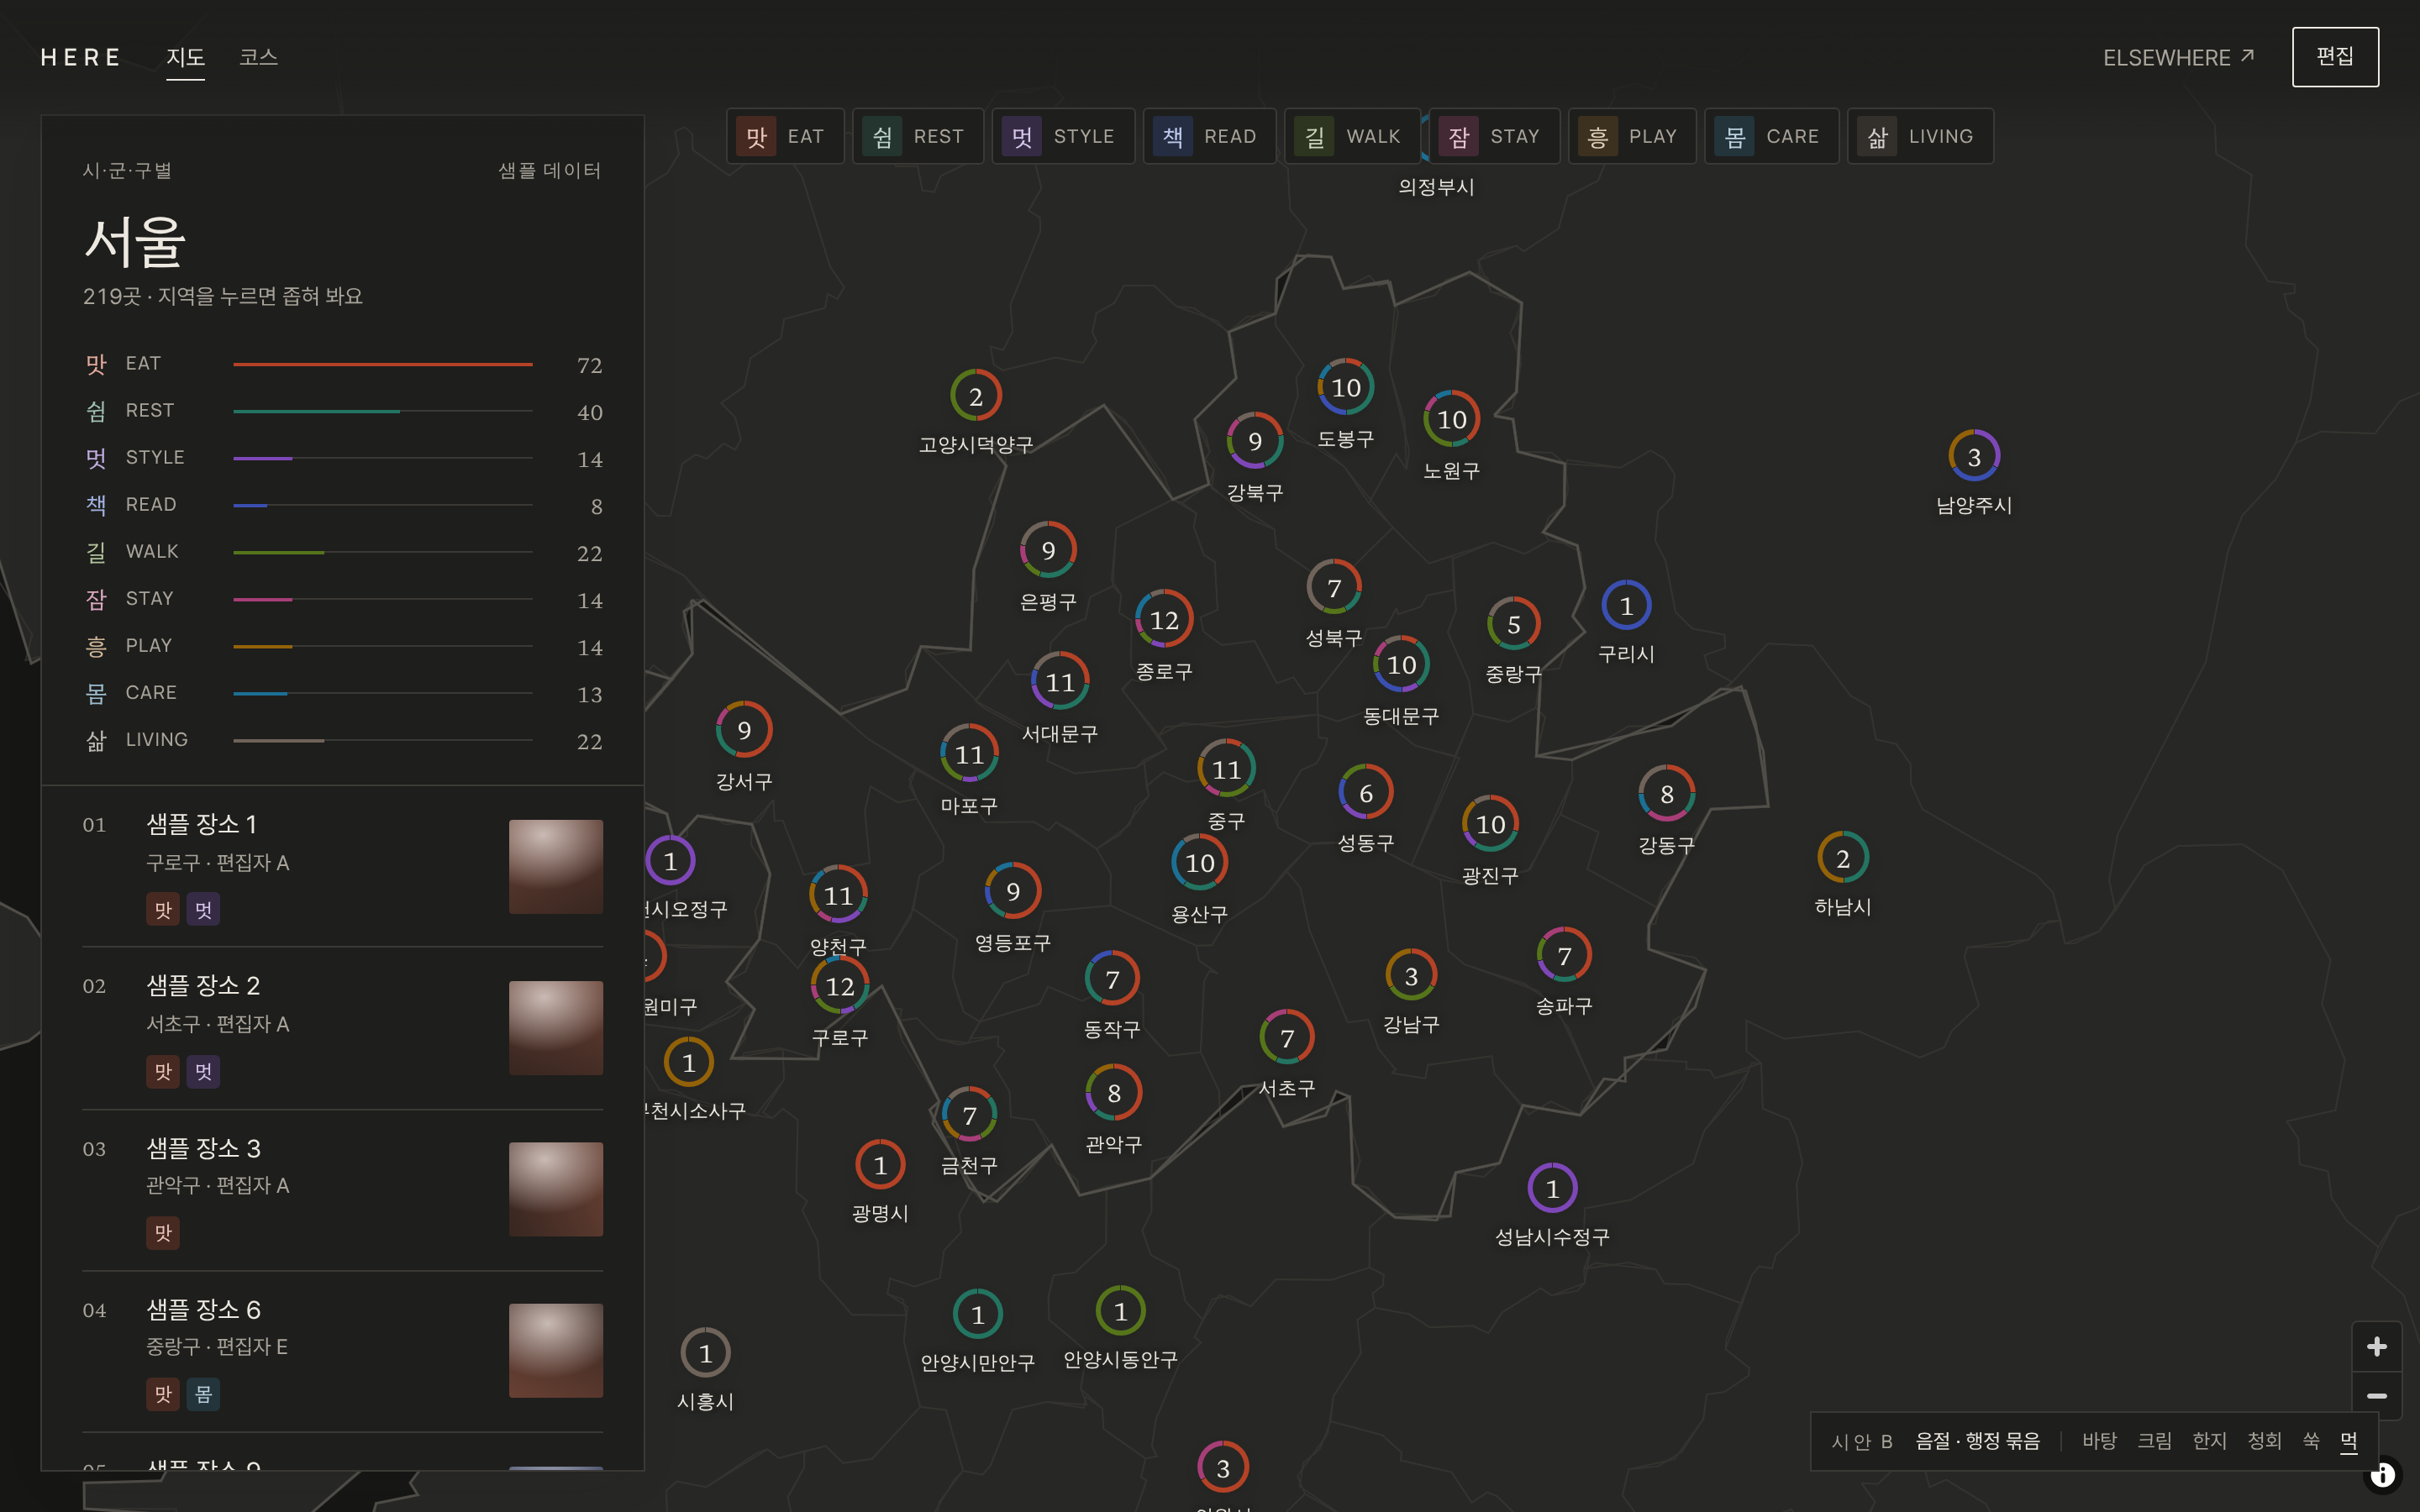 HERE 지도 코스 ELSEWHERE ↗ 편집
맛 EAT 쉼 REST 멋 STYLE 책 READ 길 WALK 잠 STAY 흥 PLAY 몸 CARE 삶 LIVING
시·군·구별 샘플 데이터
서울
219곳 · 지역을 누르면 좁혀 봐요
맛 EAT 72
쉼 REST 40
멋 STYLE 14
책 READ 8
길 WALK 22
잠 STAY 14
흥 PLAY 14
몸 CARE 13
삶 LIVING 22
01 샘플 장소 1
구로구 · 편집자 A
맛 멋
02 샘플 장소 2
서초구 · 편집자 A
맛 멋
03 샘플 장소 3
관악구 · 편집자 A
맛
04 샘플 장소 6
중랑구 · 편집자 E
맛 몸
의정부시
2
고양시덕양구
10
도봉구
10
노원구
9
강북구
3
남양주시
9
은평구
12
종로구
7
성북구
5
중랑구
1
구리시
10
동대문구
11
서대문구
9
강서구
11
마포구
11
중구
6
성동구
10
광진구
8
강동구
2
하남시
1
시오정구
11
양천구
9
영등포구
10
용산구
원미구
12
구로구
7
동작구
3
강남구
7
송파구
1
천시소사구
7
서초구
7
금천구
8
관악구
1
광명시
1
성남시수정구
1
안양시만안구
1
안양시동안구
1
시흥시
3
+
−
시안 B 음절 · 행정 묶음 | 바탕 크림 한지 청회 쑥 먹